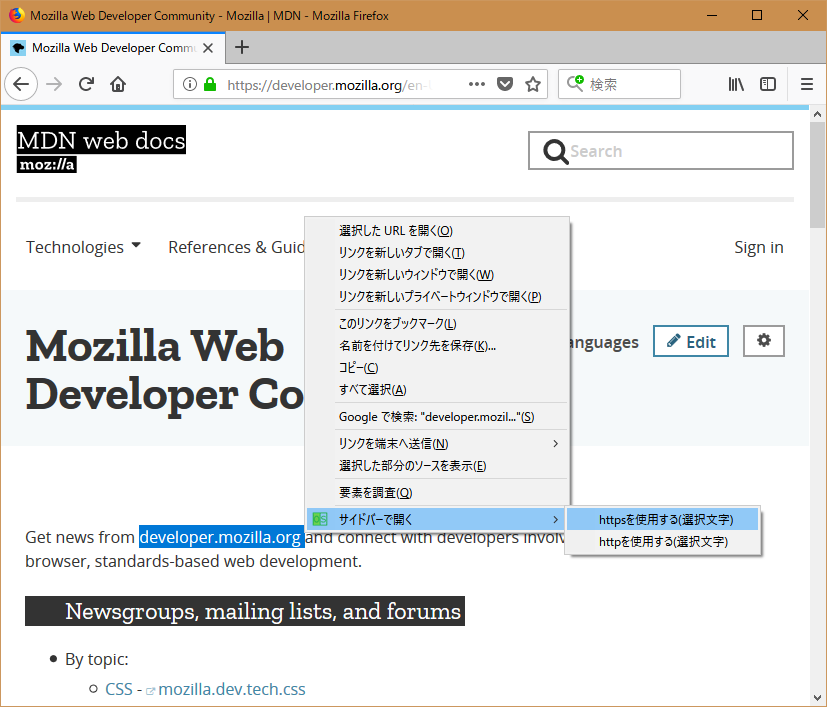 Mozilla Web Developer Community - Mozilla | MDN - Mozilla Firefox
Mozilla Web Developer Commu
https://developer.mozilla.org/en-
検索
MDN web docs
moz://a
Search
Technologies
References & Guid
Sign in
Mozilla Web
Developer Co
anguages
Edit
選択した URL を開く(O)
リンクを新しいタブで開く(T)
リンクを新しいウィンドウで開く(W)
リンクを新しいプライベートウィンドウで開く(P)
このリンクをブックマーク(L)
名前を付けてリンク先を保存(K)...
コピー(C)
すべて選択(A)
Google で検索: "developer.mozil..."(S)
リンクを端末へ送信(N)
選択した部分のソースを表示(E)
要素を調査(Q)
サイドバーで開く
httpsを使用する(選択文字)
httpを使用する(選択文字)
Get news from developer.mozilla.org and connect with developers involv
browser, standards-based web development.
Newsgroups, mailing lists, and forums
By topic:
CSS - mozilla.dev.tech.css